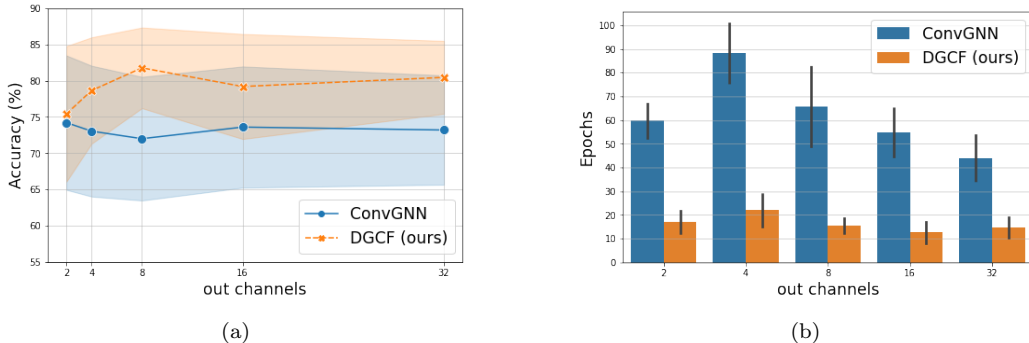 90
85
80
75
70
65
60
55
Accuracy (%)
2 4 8 16 32
out channels
ConvGNN
DGCF (ours)
(a)
100
90
80
70
60
50
40
30
20
10
0
Epochs
2 4 8 16 32
out channels
ConvGNN
DGCF (ours)
(b)